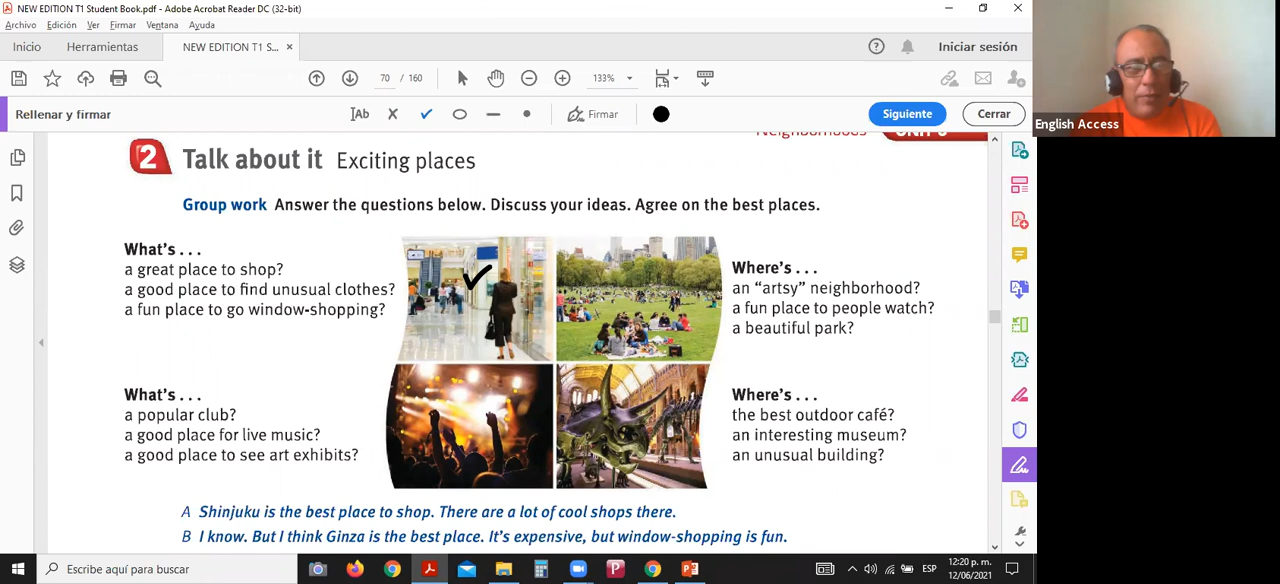 NEW EDITION T1 Student Book.pdf - Adobe Acrobat Reader DC (32-bit)
Archivo Edición Ver Firmar Ventana Ayuda
Inicio Herramientas NEW EDITION T1 S... × Iniciar sesión
70 / 160 133%
Rellenar y firmar Ab Firmar Siguiente Cerrar
English Access
Neighborhoods UNIT 6
2 Talk about it Exciting places
Group work Answer the questions below. Discuss your ideas. Agree on the best places.
What's . . .
a great place to shop?
a good place to find unusual clothes?
a fun place to go window-shopping?
Where's . . .
an “artsy” neighborhood?
a fun place to people watch?
a beautiful park?
What's . . .
a popular club?
a good place for live music?
a good place to see art exhibits?
Where's . . .
the best outdoor café?
an interesting museum?
an unusual building?
A Shinjuku is the best place to shop. There are a lot of cool shops there.
B I know. But I think Ginza is the best place. It's expensive, but window-shopping is fun.
Escribe aquí para buscar
ESP
12:20 p. m.
12/06/2021